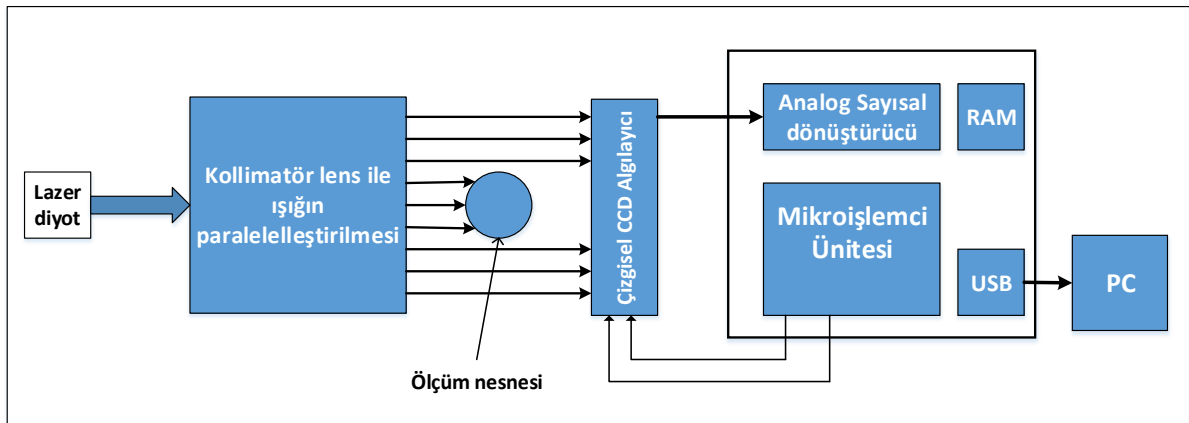 Lazer
diyot
Kollimatör lens ile
ışığın
paralelelleştirilmesi
Ölçüm nesnesi
Çizgisel CCD Algılayıcı
Analog Sayısal
dönüştürücü
RAM
Mikroişlemci
Ünitesi
USB
PC